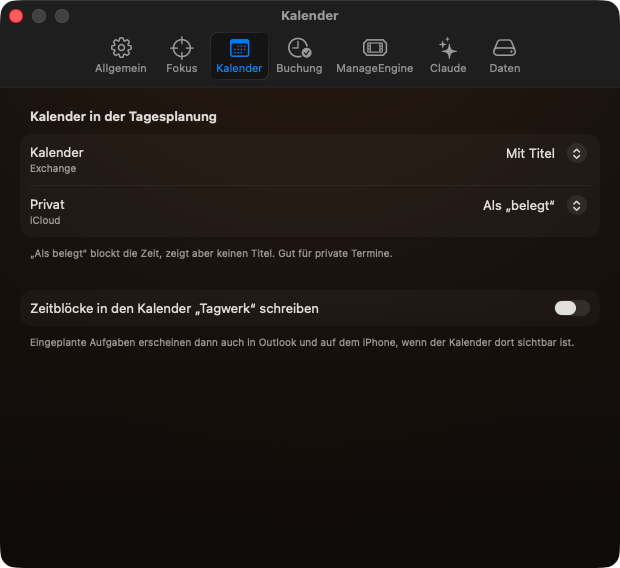 Kalender
Allgemein
Fokus
Kalender
Buchung
ManageEngine
Claude
Daten
Kalender in der Tagesplanung
Kalender
Mit Titel
Exchange
Privat
Als „belegt“
iCloud
„Als belegt“ blockt die Zeit, zeigt aber keinen Titel. Gut für private Termine.
Zeitblöcke in den Kalender „Tagwerk“ schreiben
Eingeplante Aufgaben erscheinen dann auch in Outlook und auf dem iPhone, wenn der Kalender dort sichtbar ist.